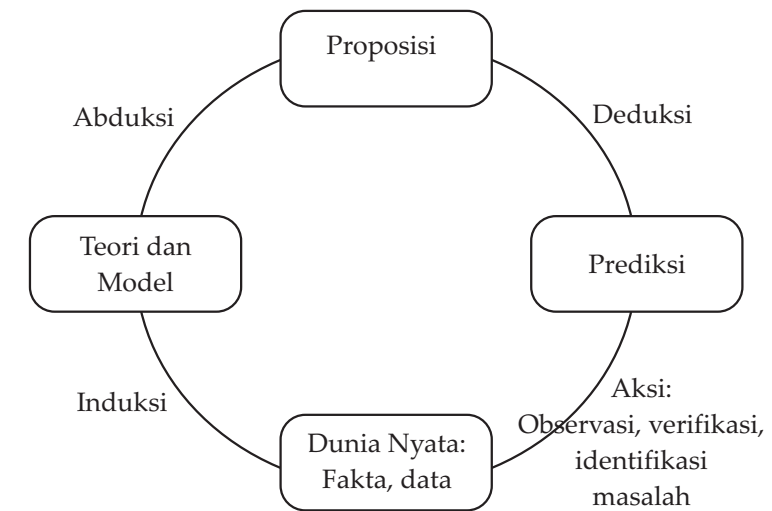 Proposisi
Abduksi
Deduksi
Teori dan
Model
Prediksi
Induksi
Aksi:
Observasi, verifikasi,
identifikasi
masalah
Dunia Nyata:
Fakta, data